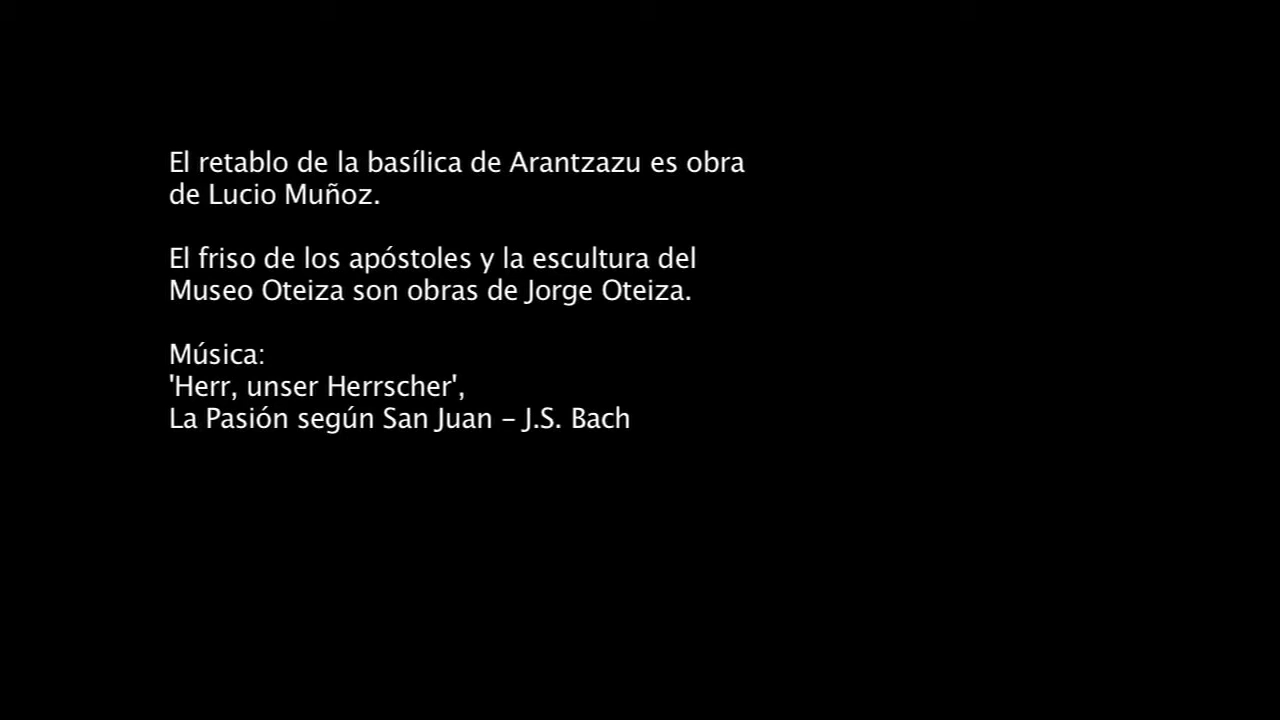 El retablo de la basílica de Arantzazu es obra
de Lucio Muñoz.
El friso de los apóstoles y la escultura del
Museo Oteiza son obras de Jorge Oteiza.
Música:
'Herr, unser Herrscher',
La Pasión según San Juan – J.S. Bach